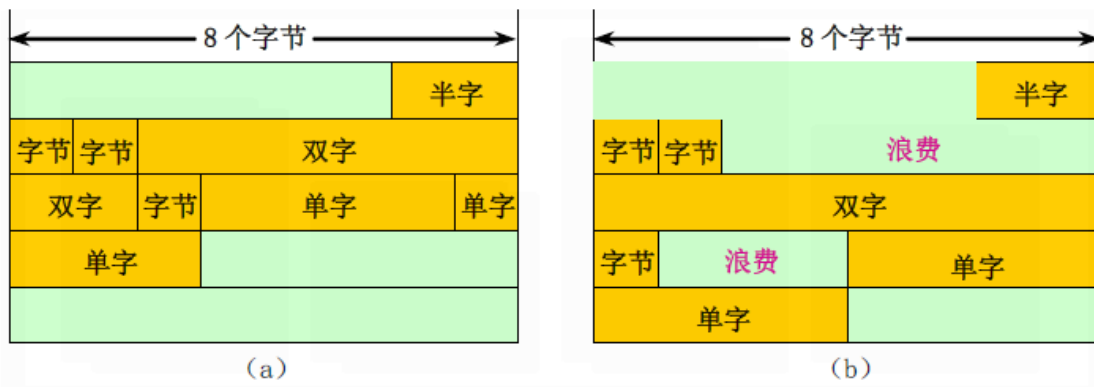 8 个字节
半字
字节 字节 双字
双字 字节 单字 单字
单字
(a)
8 个字节
半字
字节 字节 浪费
双字
字节 浪费 单字
单字
(b)